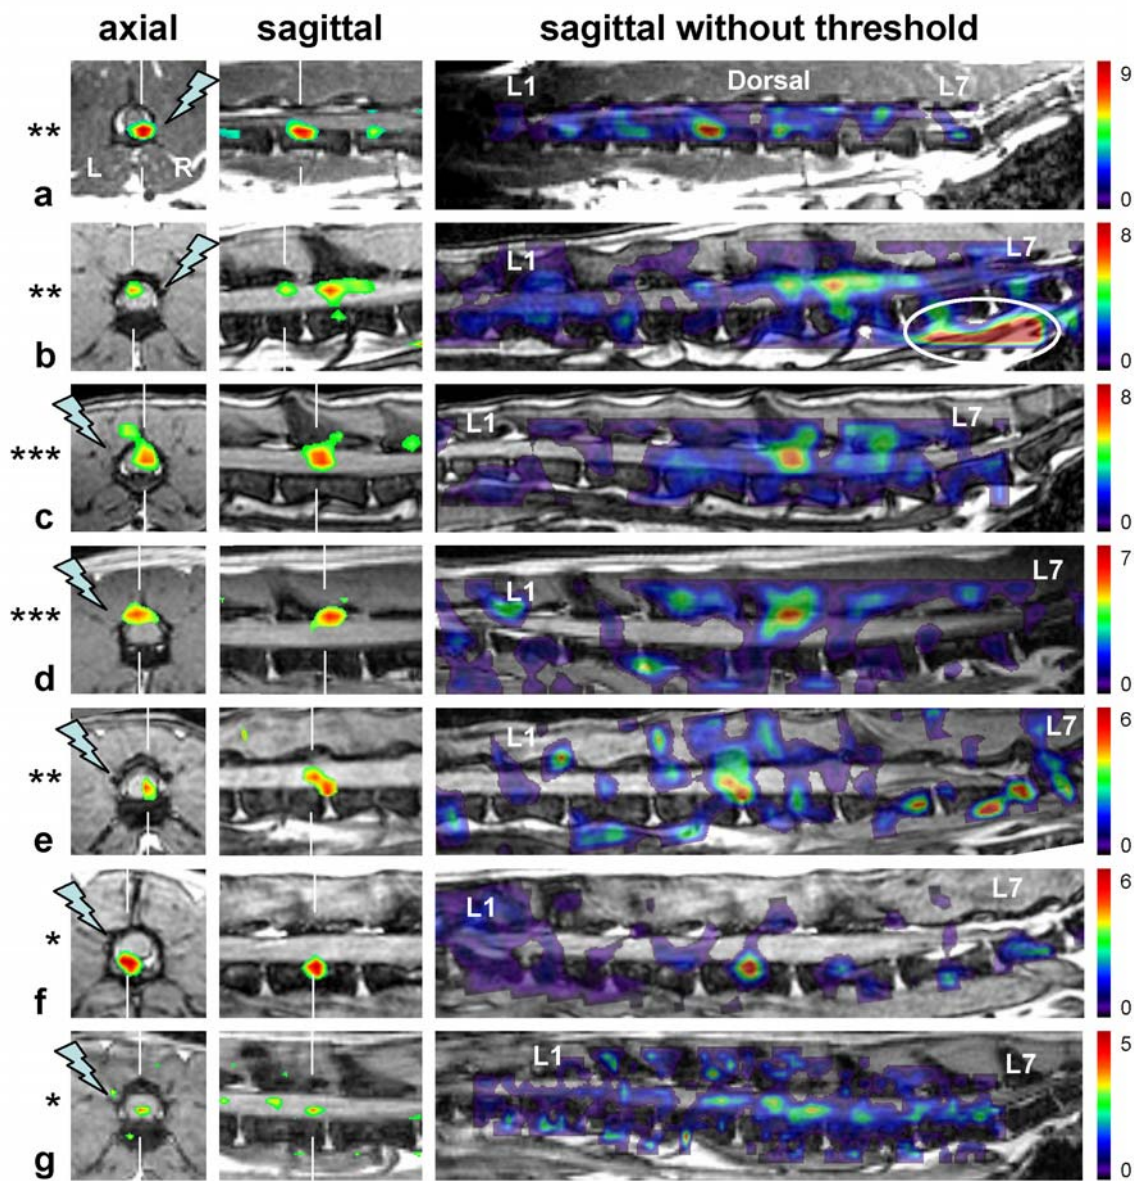 axial sagittal sagittal without threshold
L1 Dorsal L7 9
**
L R
a 0
L1 L7 8
**
b 0
L1 L7 8
***
c 0
L1 L7 7
***
d 0
L1 L7 6
**
e 0
L1 L7 6
*
f 0
L1 L7 5
*
g 0